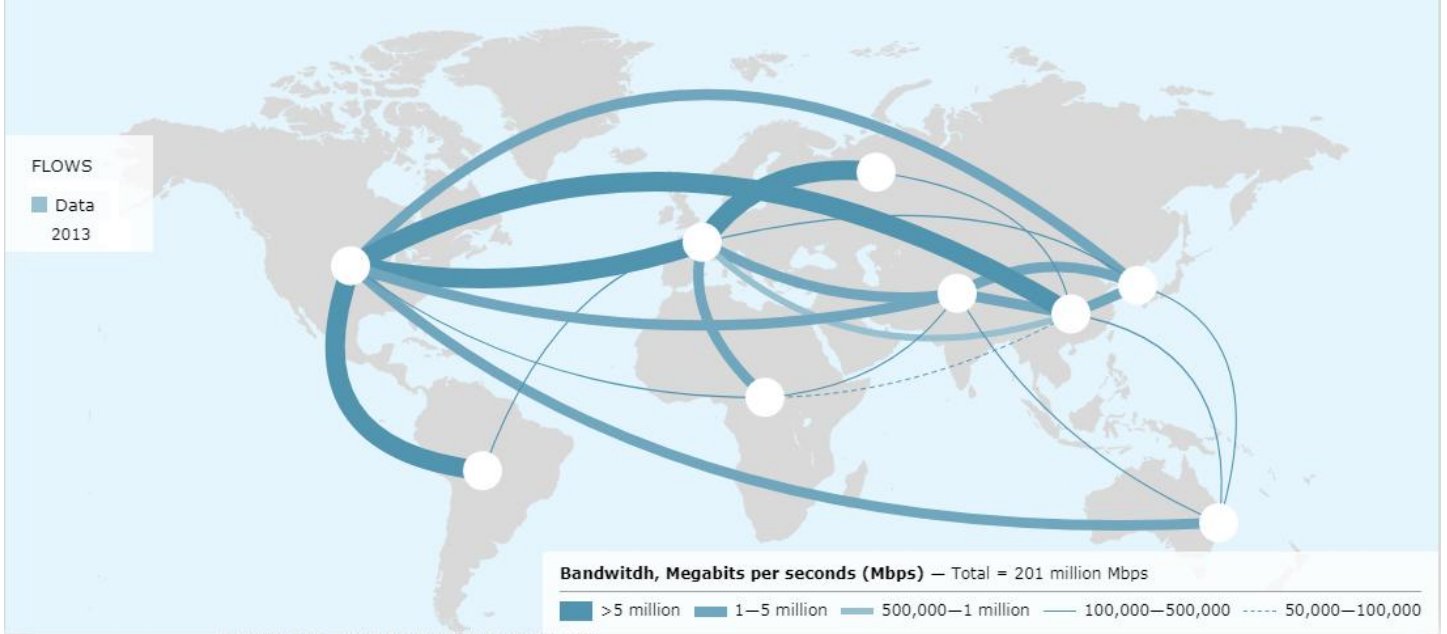 FLOWS
Data
2013
Bandwitdh, Megabits per seconds (Mbps) — Total = 201 million Mbps
>5 million 1—5 million 500,000—1 million 100,000—500,000 50,000—100,000